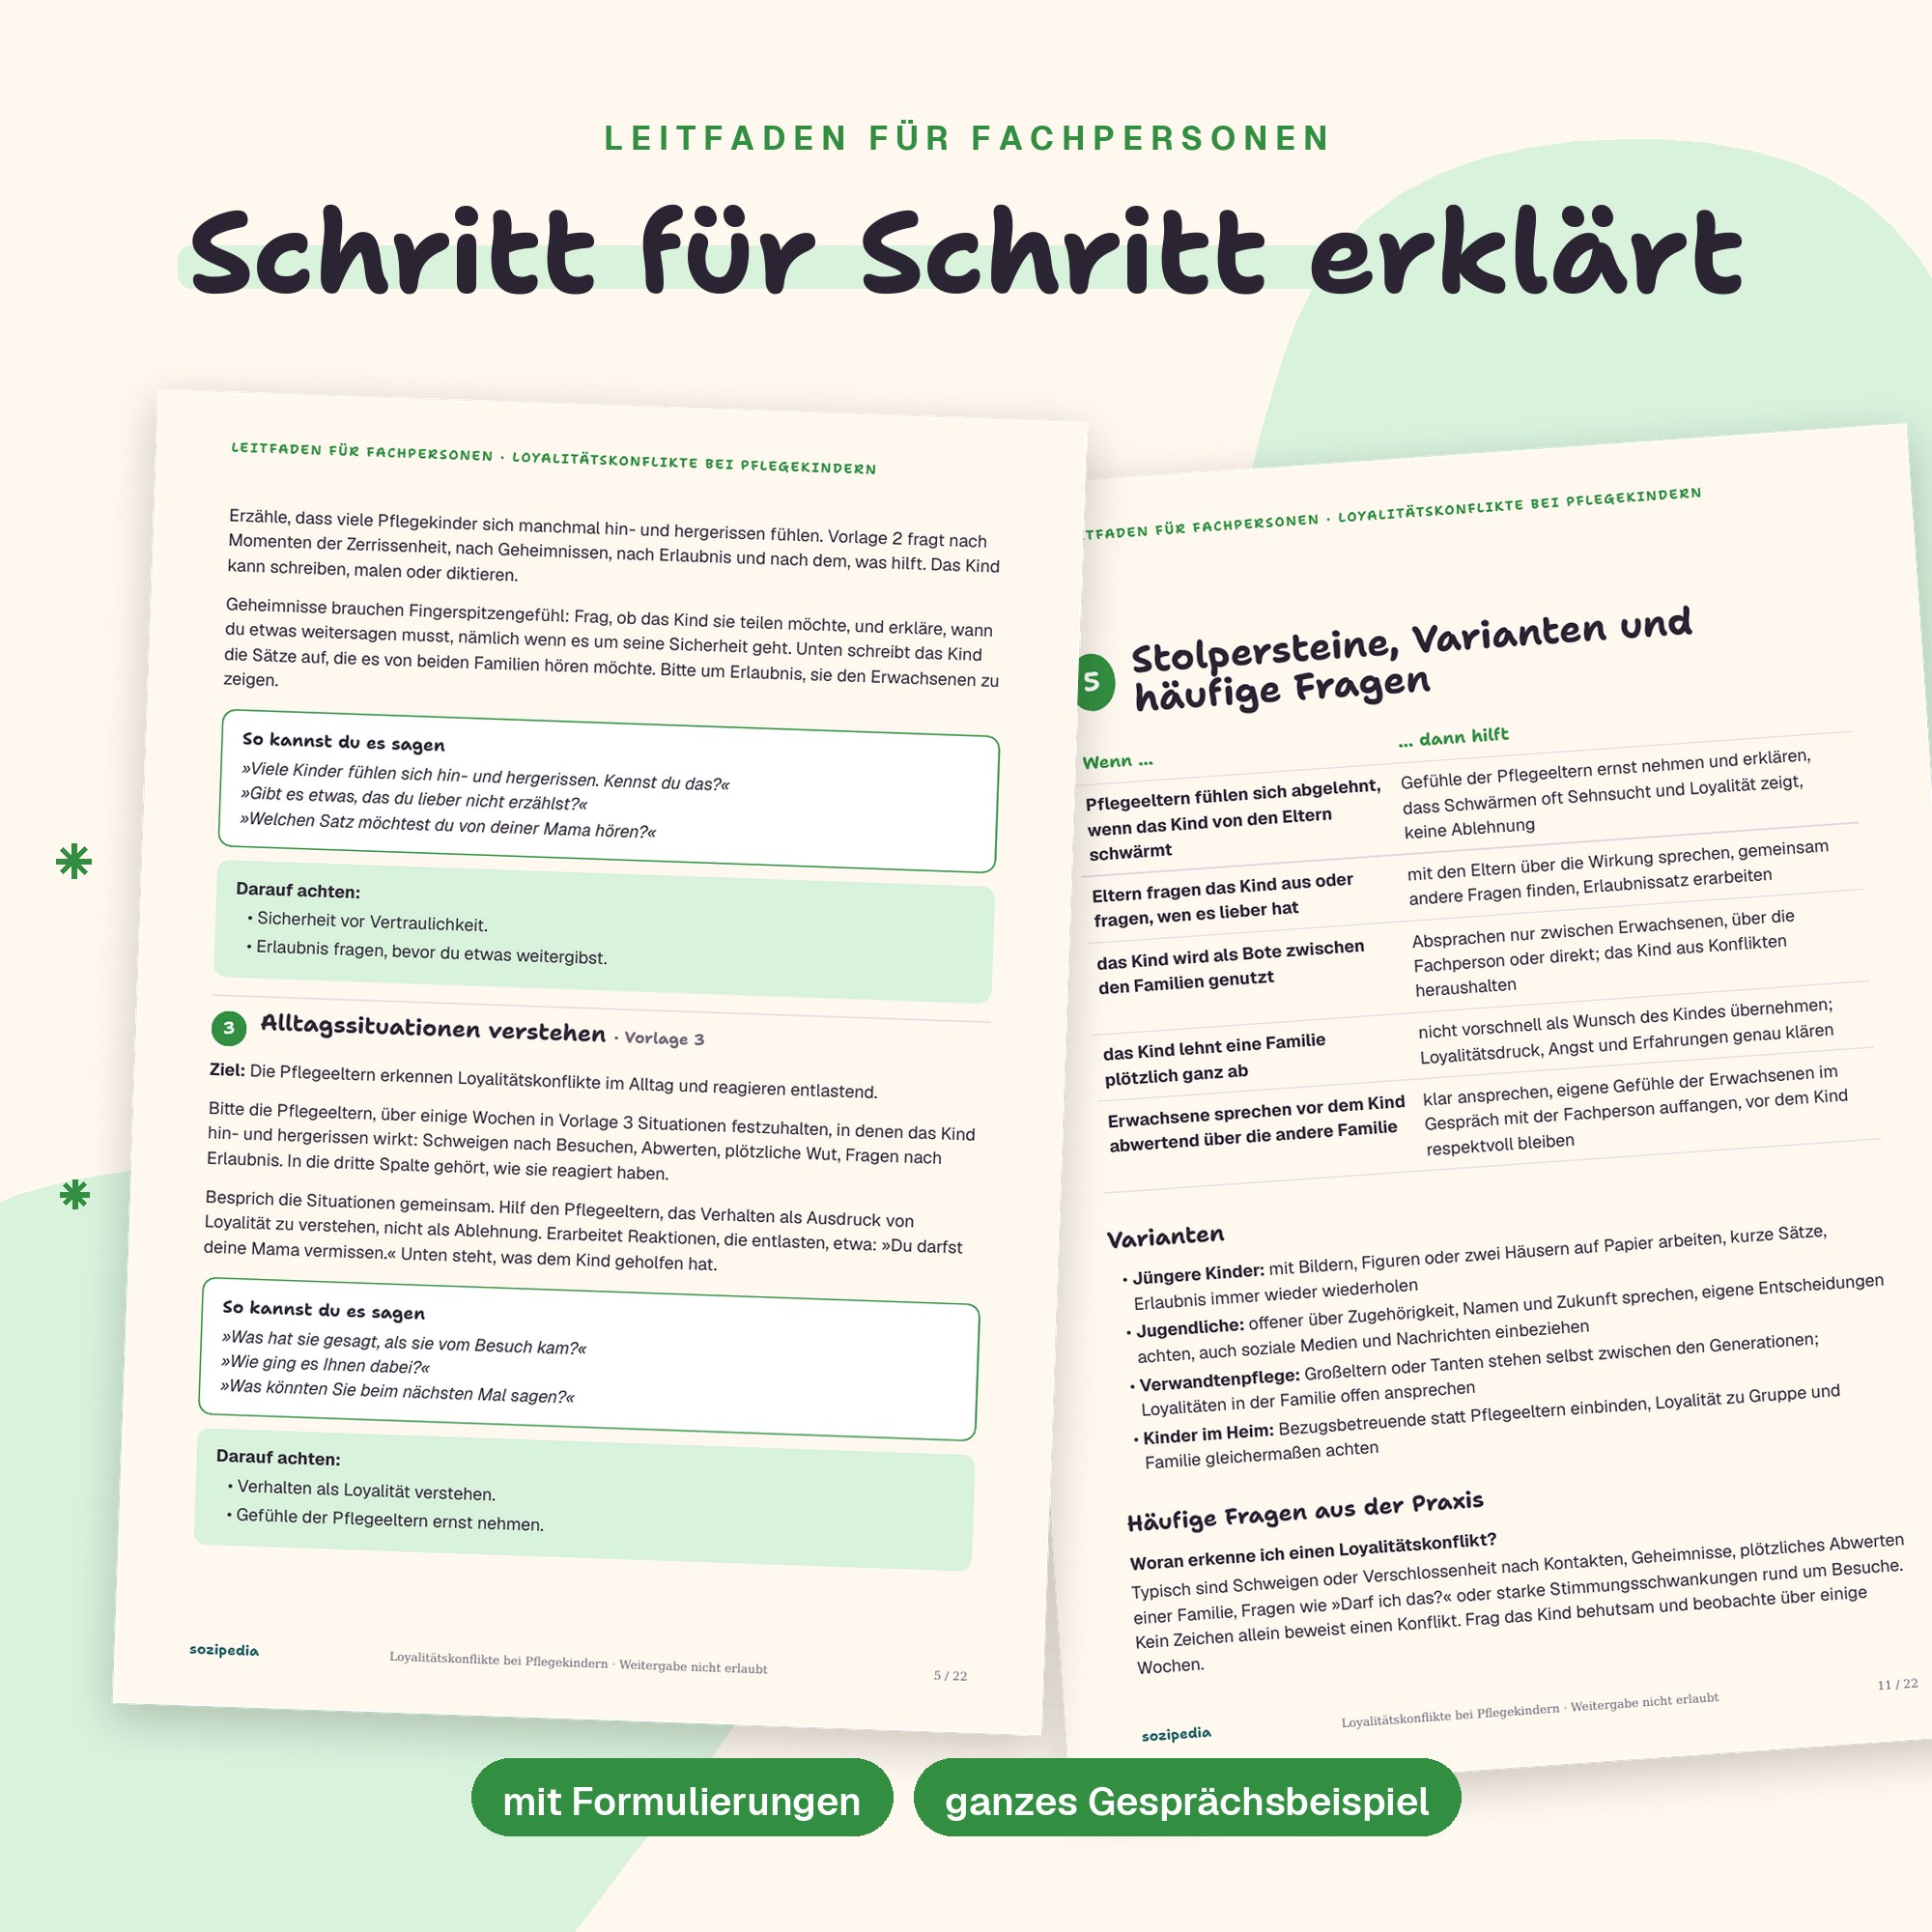 LEITFADEN FÜR FACHPERSONEN
Schritt für Schritt erklärt
LEITFADEN FÜR FACHPERSONEN · LOYALITÄTSKONFLIKTE BEI PFLEGEKINDERN
Erzähle, dass viele Pflegekinder sich manchmal hin- und hergerissen fühlen. Vorlage 2 fragt nach
Momenten der Zerrissenheit, nach Geheimnissen, nach Erlaubnis und nach dem, was hilft. Das Kind
kann schreiben, malen oder diktieren.
Geheimnisse brauchen Fingerspitzengefühl: Frag, ob das Kind sie teilen möchte, und erkläre, wann
du etwas weitersagen musst, nämlich wenn es um seine Sicherheit geht. Unten schreibt das Kind
die Sätze auf, die es von beiden Familien hören möchte. Bitte um Erlaubnis, sie den Erwachsenen zu
zeigen.
So kannst du es sagen
»Viele Kinder fühlen sich hin- und hergerissen. Kennst du das?«
»Gibt es etwas, das du lieber nicht erzählst?«
»Welchen Satz möchtest du von deiner Mama hören?«
Darauf achten:
• Sicherheit vor Vertraulichkeit.
• Erlaubnis fragen, bevor du etwas weitergibst.
3 Alltagssituationen verstehen · Vorlage 3
Ziel: Die Pflegeeltern erkennen Loyalitätskonflikte im Alltag und reagieren entlastend.
Bitte die Pflegeeltern, über einige Wochen in Vorlage 3 Situationen festzuhalten, in denen das Kind
hin- und hergerissen wirkt: Schweigen nach Besuchen, Abwerten, plötzliche Wut, Fragen nach
Erlaubnis. In die dritte Spalte gehört, wie sie reagiert haben.
Besprich die Situationen gemeinsam. Hilf den Pflegeeltern, das Verhalten als Ausdruck von
Loyalität zu verstehen, nicht als Ablehnung. Erarbeitet Reaktionen, die entlasten, etwa: »Du darfst
deine Mama vermissen.« Unten steht, was dem Kind geholfen hat.
So kannst du es sagen
»Was hat sie gesagt, als sie vom Besuch kam?«
»Wie ging es Ihnen dabei?«
»Was könnten Sie beim nächsten Mal sagen?«
Darauf achten:
• Verhalten als Loyalität verstehen.
• Gefühle der Pflegeeltern ernst nehmen.
sozipedia
Loyalitätskonflikte bei Pflegekindern · Weitergabe nicht erlaubt
5 / 22
TFADEN FÜR FACHPERSONEN · LOYALITÄTSKONFLIKTE BEI PFLEGEKINDERN
5 Stolpersteine, Varianten und
häufige Fragen
Wenn ...
... dann hilft
Pflegeeltern fühlen sich abgelehnt,
wenn das Kind von den Eltern
schwärmt
Gefühle der Pflegeeltern ernst nehmen und erklären,
dass Schwärmen oft Sehnsucht und Loyalität zeigt,
keine Ablehnung
Eltern fragen das Kind aus oder
fragen, wen es lieber hat
mit den Eltern über die Wirkung sprechen, gemeinsam
andere Fragen finden, Erlaubnissatz erarbeiten
das Kind wird als Bote zwischen
den Familien genutzt
Absprachen nur zwischen Erwachsenen, über die
Fachperson oder direkt; das Kind aus Konflikten
heraushalten
das Kind lehnt eine Familie
plötzlich ganz ab
nicht vorschnell als Wunsch des Kindes übernehmen;
Loyalitätsdruck, Angst und Erfahrungen genau klären
Erwachsene sprechen vor dem Kind
abwertend über die andere Familie
klar ansprechen, eigene Gefühle der Erwachsenen im
Gespräch mit der Fachperson auffangen, vor dem Kind
respektvoll bleiben
Varianten
• Jüngere Kinder: mit Bildern, Figuren oder zwei Häusern auf Papier arbeiten, kurze Sätze,
Erlaubnis immer wieder wiederholen
• Jugendliche: offener über Zugehörigkeit, Namen und Zukunft sprechen, eigene Entscheidungen
achten, auch soziale Medien und Nachrichten einbeziehen
• Verwandtenpflege: Großeltern oder Tanten stehen selbst zwischen den Generationen;
Loyalitäten in der Familie offen ansprechen
• Kinder im Heim: Bezugsbetreuende statt Pflegeeltern einbinden, Loyalität zu Gruppe und
Familie gleichermaßen achten
Häufige Fragen aus der Praxis
Woran erkenne ich einen Loyalitätskonflikt?
Typisch sind Schweigen oder Verschlossenheit nach Kontakten, Geheimnisse, plötzliches Abwerten
einer Familie, Fragen wie »Darf ich das?« oder starke Stimmungsschwankungen rund um Besuche.
Kein Zeichen allein beweist einen Konflikt. Frag das Kind behutsam und beobachte über einige
Wochen.
sozipedia
Loyalitätskonflikte bei Pflegekindern · Weitergabe nicht erlaubt
11 / 22
mit Formulierungen
ganzes Gesprächsbeispiel